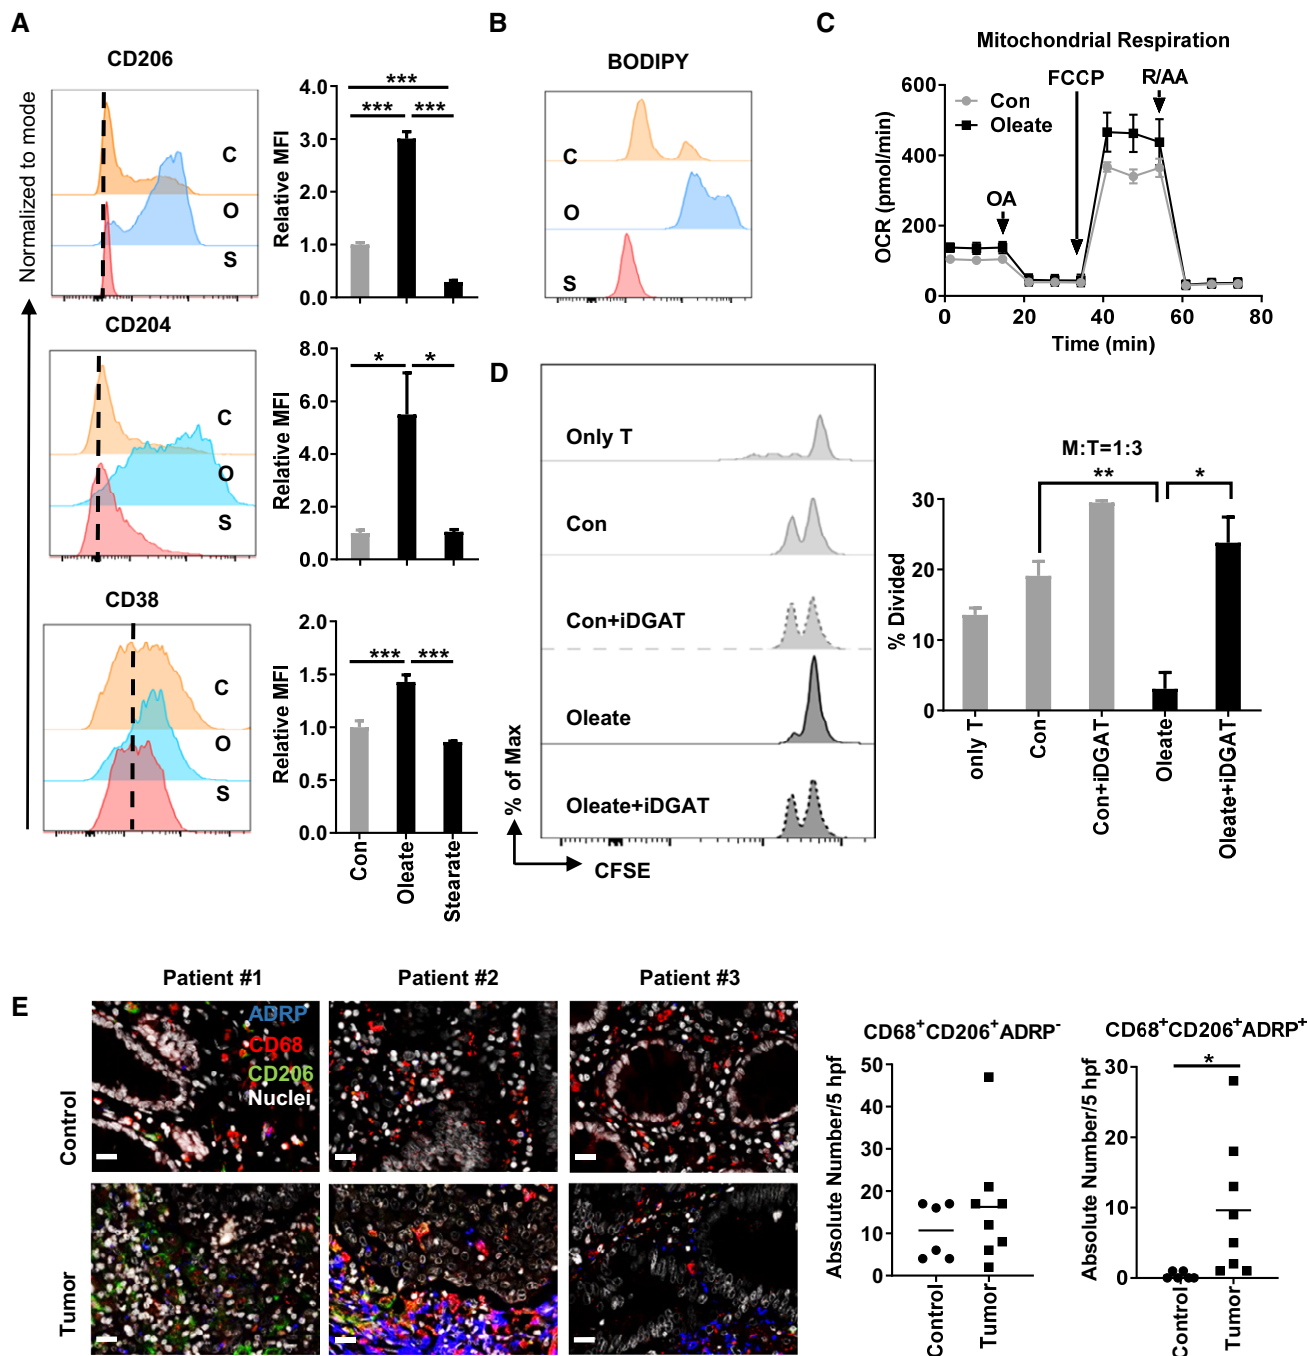 A
CD206
Normalized to mode
C
O
S
Relative MFI
4.0
3.0
2.0
1.0
0.0
***
*** ***
CD204
C
O
S
Relative MFI
8.0
6.0
4.0
2.0
0.0
* *
CD38
C
O
S
Relative MFI
2.0
1.5
1.0
0.5
0.0
*** ***
Con
Oleate
Stearate
B
BODIPY
C
O
S
C
Mitochondrial Respiration
OCR (pmol/min)
600
400
200
0
Con
Oleate
OA
FCCP
R/AA
0 20 40 60 80
Time (min)
D
Only T
Con
Con+iDGAT
Oleate
Oleate+iDGAT
% of Max
CFSE
M:T=1:3
** *
% Divided
30
20
10
0
only T
Con
Con+iDGAT
Oleate
Oleate+iDGAT
E
Patient #1 Patient #2 Patient #3
Control
Tumor
ADRP
CD68
CD206
Nuclei
CD68⁺CD206⁺ADRP⁻
Absolute Number/5 hpf
50
40
30
20
10
0
Control
Tumor
CD68⁺CD206⁺ADRP⁺
Absolute Number/5 hpf
30
20
10
0
*
Control
Tumor